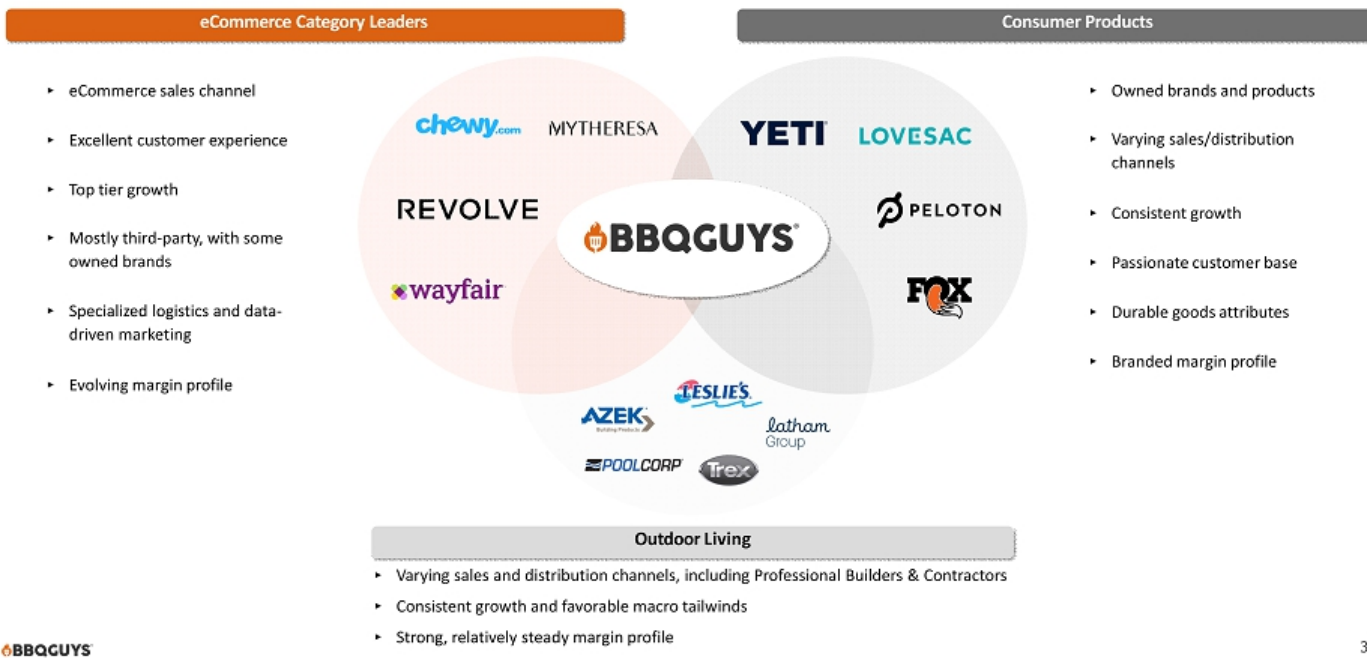 eCommerce Category Leaders
Consumer Products
▸ eCommerce sales channel
▸ Excellent customer experience
▸ Top tier growth
▸ Mostly third-party, with some
owned brands
▸ Specialized logistics and data-
driven marketing
▸ Evolving margin profile
chewy.com
MYTHERESA
REVOLVE
wayfair
YETI
LOVESAC
PELOTON
FOX
BBQGUYS®
LESLIE'S.
AZEK
Building Products
latham
Group
POOLCORP
Trex
▸ Owned brands and products
▸ Varying sales/distribution
channels
▸ Consistent growth
▸ Passionate customer base
▸ Durable goods attributes
▸ Branded margin profile
Outdoor Living
▸ Varying sales and distribution channels, including Professional Builders & Contractors
▸ Consistent growth and favorable macro tailwinds
▸ Strong, relatively steady margin profile
BBQGUYS
3